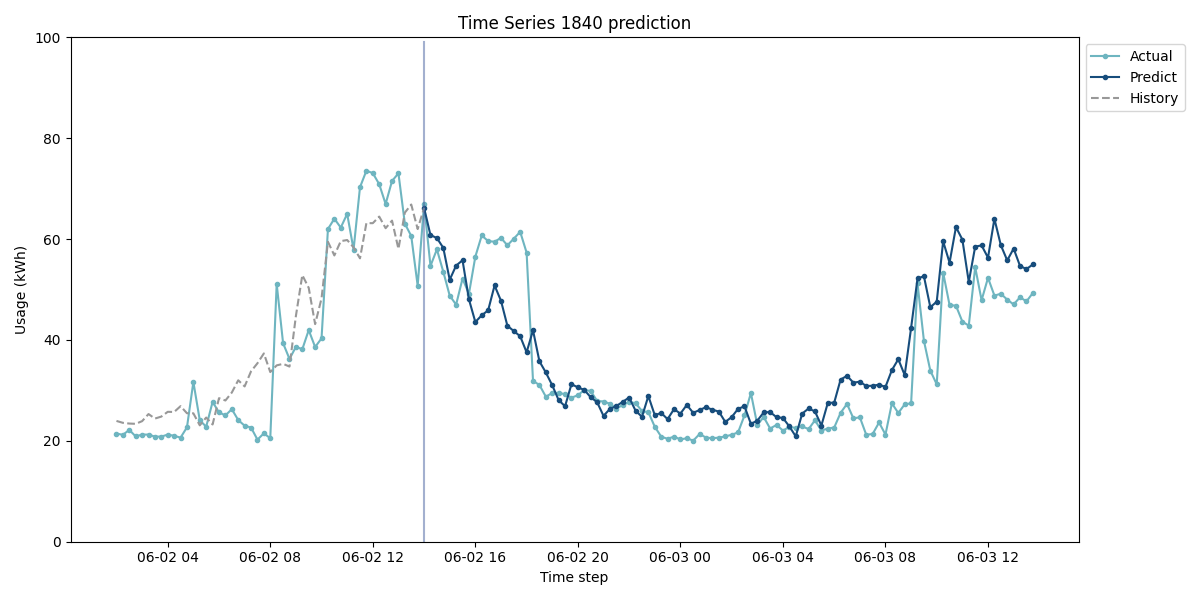 Time Series 1840 prediction
Usage (kWh)
100
80
60
40
20
0
06-02 04
06-02 08
06-02 12
06-02 16
06-02 20
06-03 00
06-03 04
06-03 08
06-03 12
Time step
Actual
Predict
History